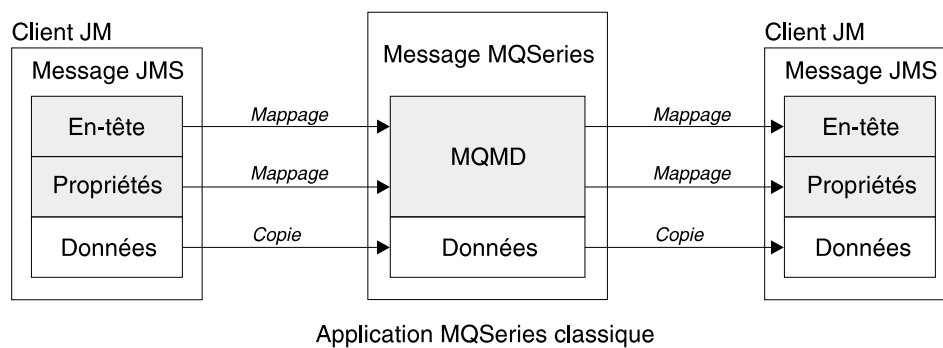 Client JM
Message JMS
En-tête
Propriétés
Données
Mappage
Mappage
Copie
Message MQSeries
MQMD
Données
Mappage
Mappage
Copie
Client JM
Message JMS
En-tête
Propriétés
Données
Application MQSeries classique